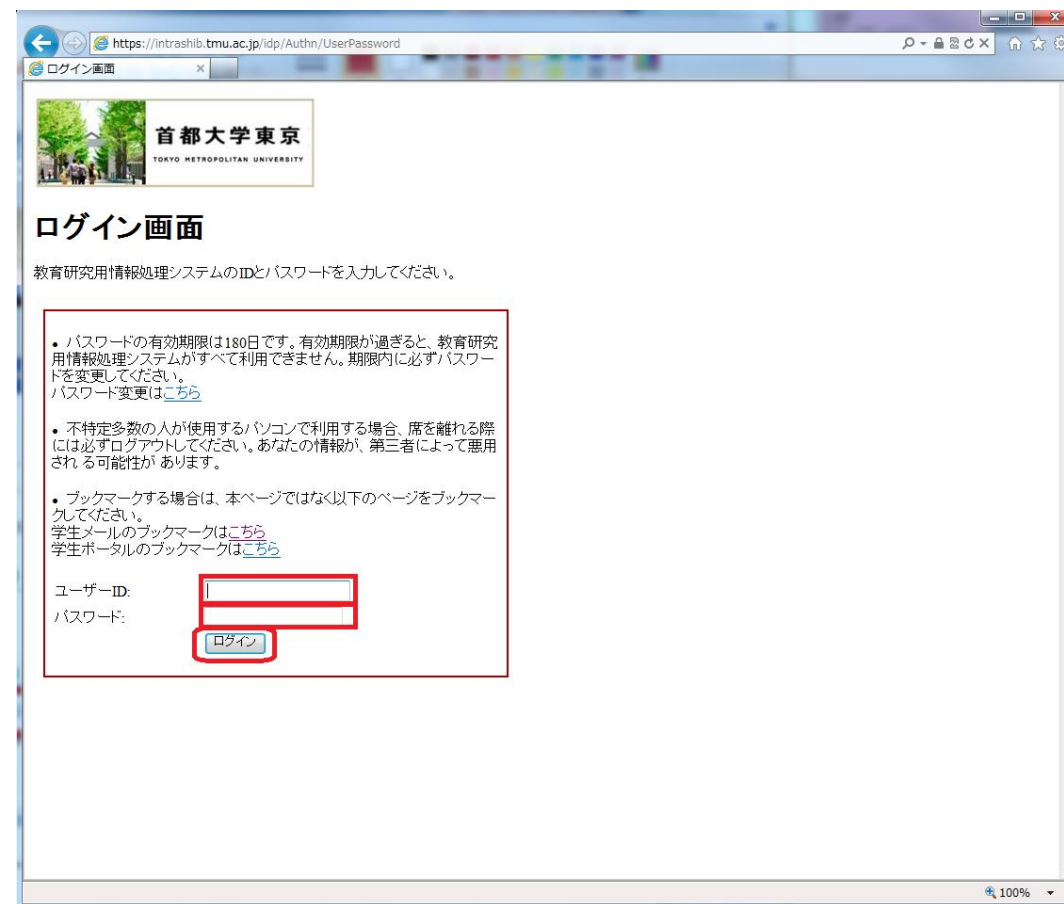 https://intrashib.tmu.ac.jp/idp/Authn/UserPassword
ログイン画面
首都大学東京
TOKYO METROPOLITAN UNIVERSITY
ログイン画面
教育研究用情報処理システムのIDとパスワードを入力してください。
• パスワードの有効期限は180日です。有効期限が過ぎると、教育研究
用情報処理システムがすべて利用できません。期限内に必ずパスワー
ドを変更してください。
パスワード変更はこちら
• 不特定多数の人が使用するパソコンで利用する場合、席を離れる際
には必ずログアウトしてください。あなたの情報が、第三者によって悪用
され る可能性が あります。
• ブックマークする場合は、本ページではなく以下のページをブックマー
クしてください。
学生メールのブックマークはこちら
学生ポータルのブックマークはこちら
ユーザーID:
パスワード:
ログイン
100%